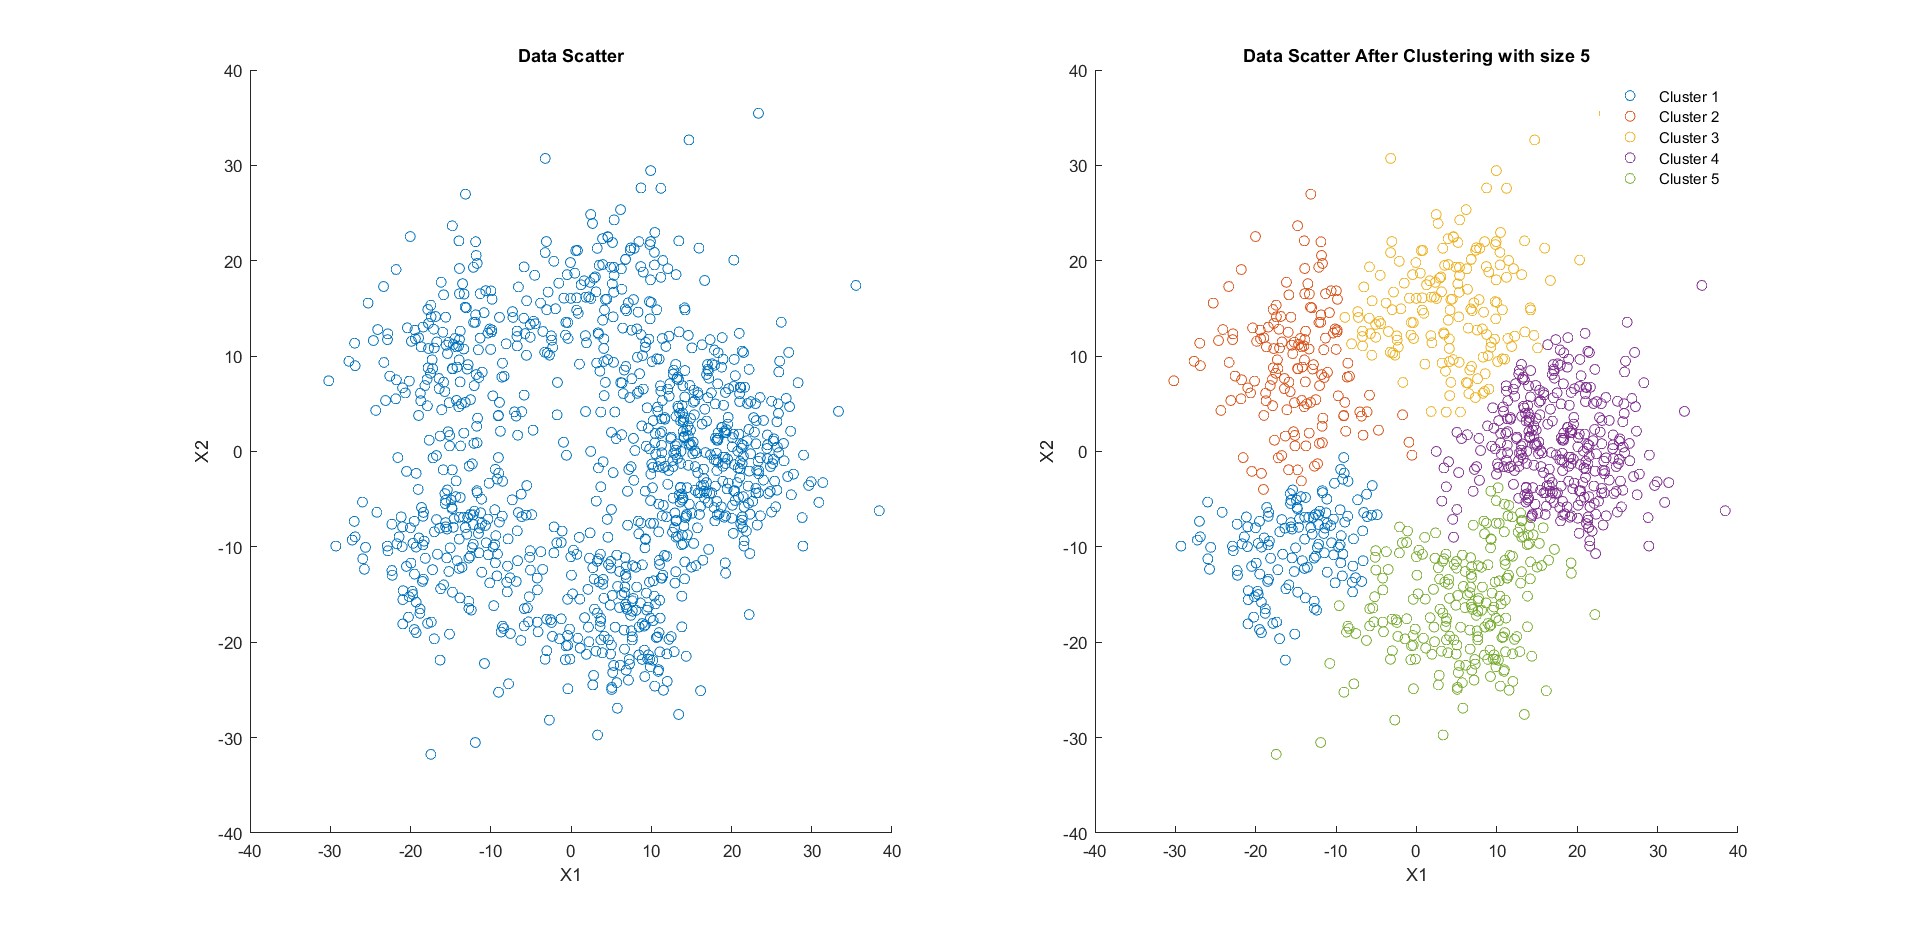 Data Scatter
40
30
20
10
0
-10
-20
-30
-40
X2
-40 -30 -20 -10 0 10 20 30 40
X1
Data Scatter After Clustering with size 5
Cluster 1
Cluster 2
Cluster 3
Cluster 4
Cluster 5
40
30
20
10
0
-10
-20
-30
-40
X2
-40 -30 -20 -10 0 10 20 30 40
X1